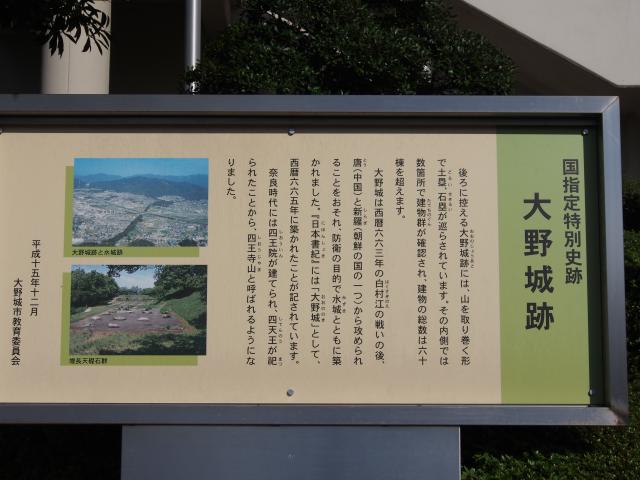 国指定特別史跡
大野城跡
後ろに控える大野城跡には、山を取り巻く形
で土塁、石塁が巡らされています。その内側では
数箇所で建物群が確認され、建物の総数は六十
棟を超えます。
大野城は西暦六六三年の白村江の戦いの後、
唐(中国)と新羅(朝鮮の国の一つ)から攻められ
ることをおそれ、防衛の目的で水城とともに築
かれました。『日本書紀』には「大野城」として、
西暦六六五年に築かれたことが記されています。
奈良時代には四王院が建てられ、四天王が祀
られたことから、四王寺山と呼ばれるようにな
りました。
大野城跡と水城跡
増長天礎石群
平成十五年十二月
大野城市教育委員会